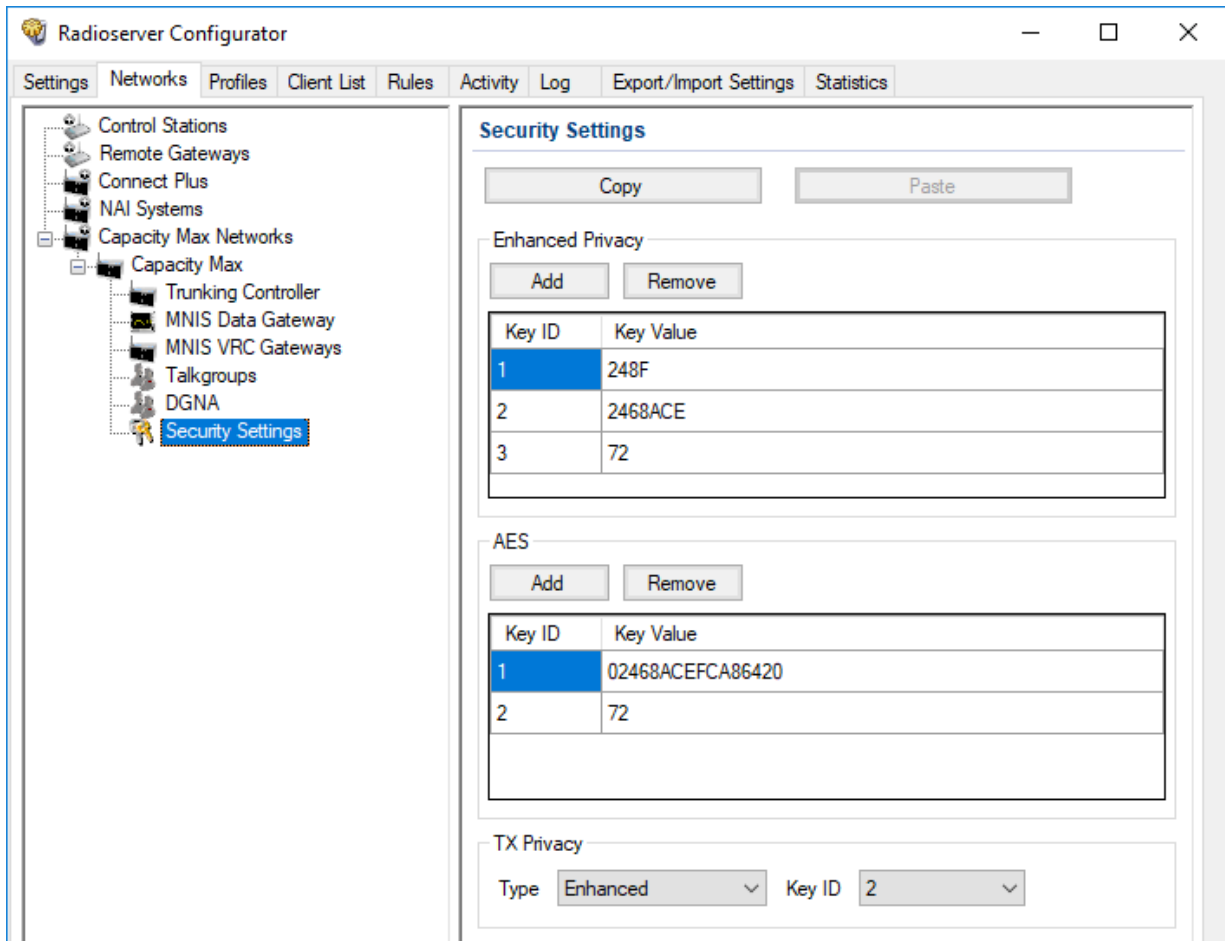 Radioserver Configurator
Settings Networks Profiles Client List Rules Activity Log Export/Import Settings Statistics
Control Stations
Remote Gateways
Connect Plus
NAI Systems
Capacity Max Networks
Capacity Max
Trunking Controller
MNIS Data Gateway
MNIS VRC Gateways
Talkgroups
DGNA
Security Settings
Security Settings
Copy Paste
Enhanced Privacy
Add Remove
Key ID Key Value
1 248F
2 2468ACE
3 72
AES
Add Remove
Key ID Key Value
1 02468ACEFCA86420
2 72
TX Privacy
Type Enhanced Key ID 2